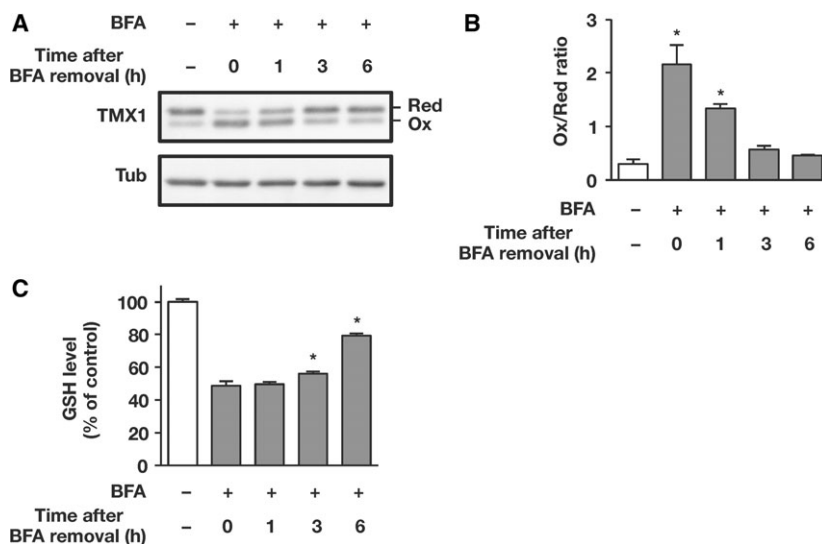 A
BFA – + + + +
Time after
BFA removal (h) – 0 1 3 6
TMX1
Red
Ox
Tub
B
Ox/Red ratio
3
2
1
0
* *
BFA – + + + +
Time after
BFA removal (h) – 0 1 3 6
C
GSH level
(% of control)
100
80
60
40
20
0
* *
BFA – + + + +
Time after
BFA removal (h) – 0 1 3 6